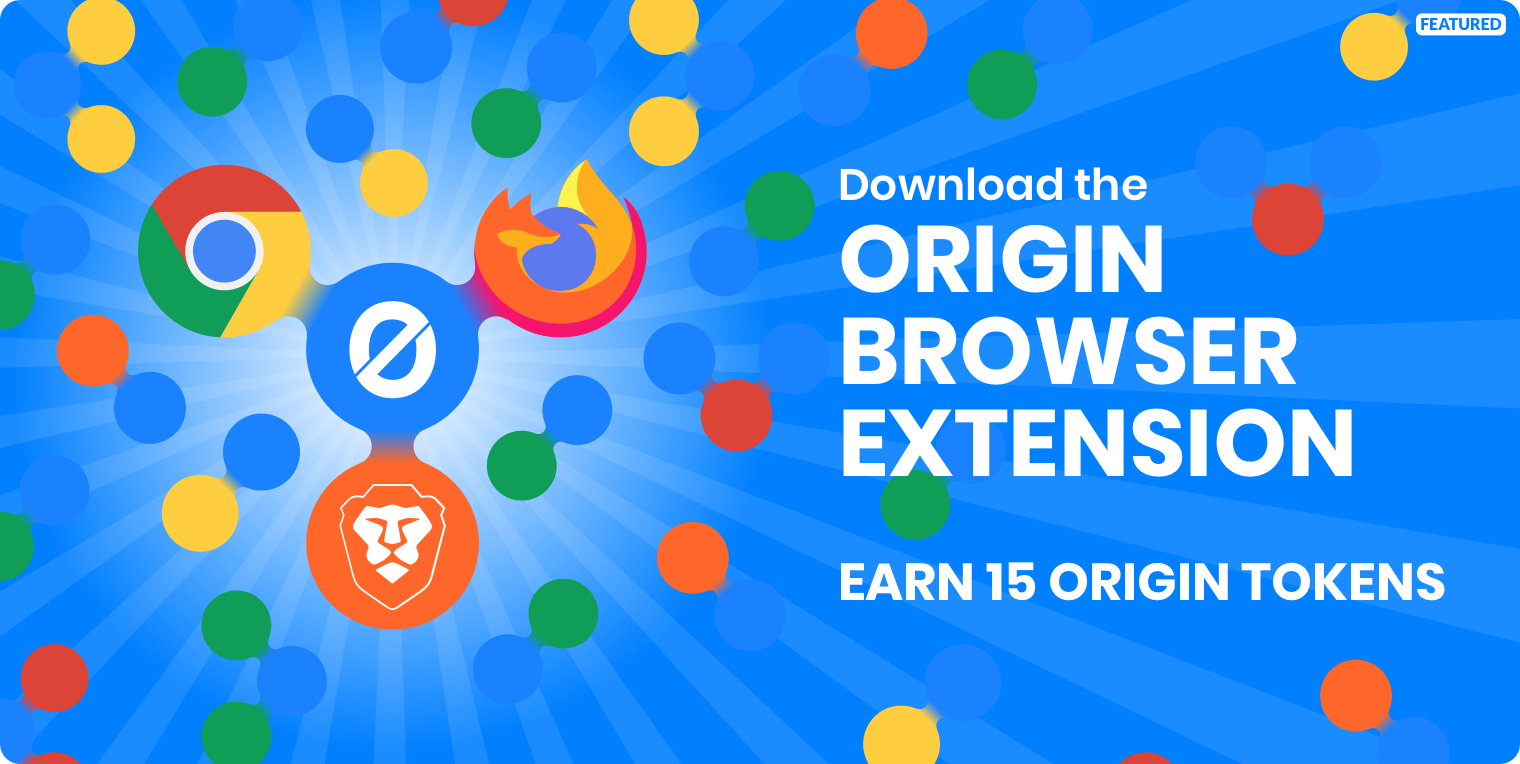 FEATURED
Download the
ORIGIN
BROWSER
EXTENSION
EARN 15 ORIGIN TOKENS